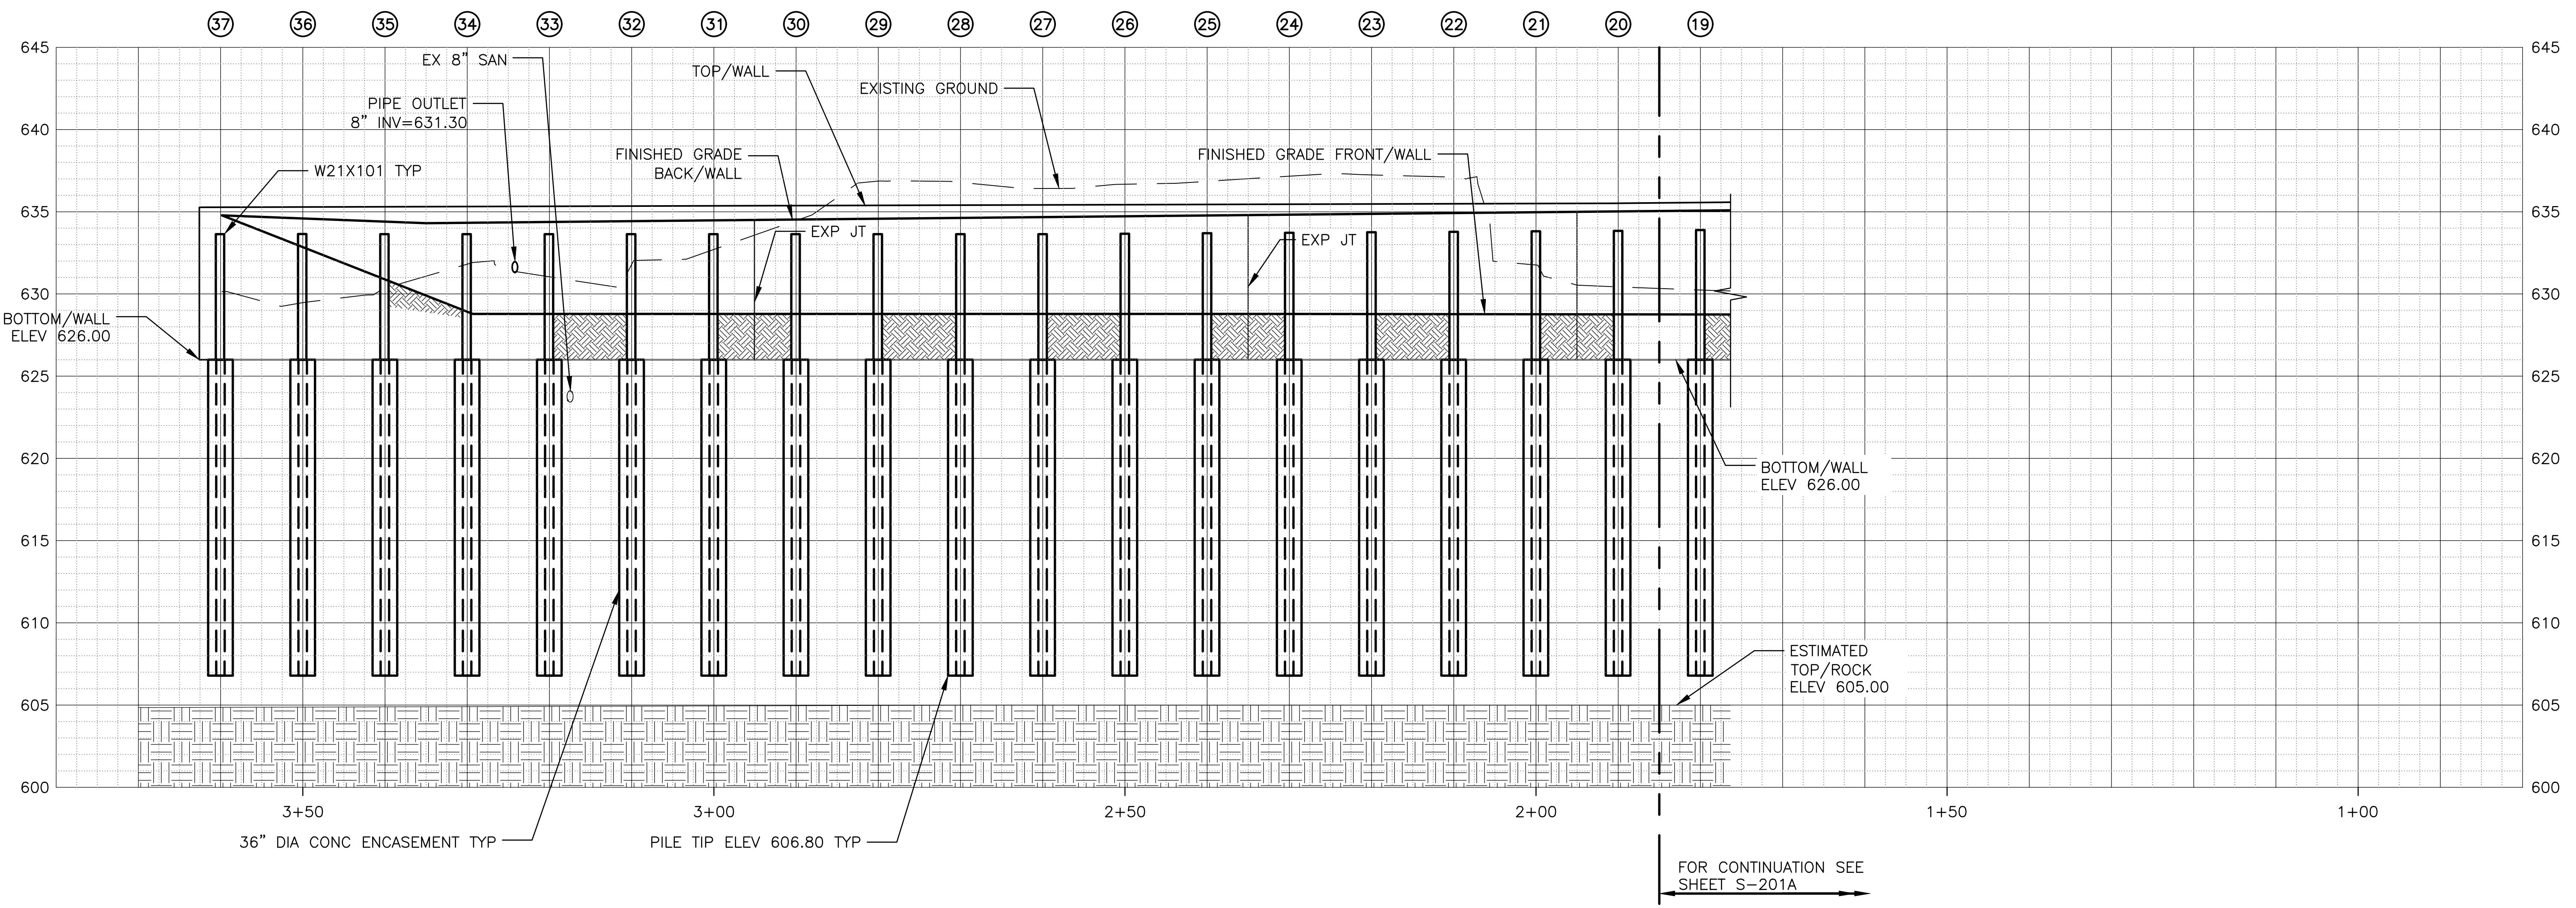 37 36 35 34 33 32 31 30 29 28 27 26 25 24 23 22 21 20 19
645 645
EX 8" SAN
TOP/WALL
EXISTING GROUND
PIPE OUTLET
8" INV=631.30
640 640
FINISHED GRADE
BACK/WALL
FINISHED GRADE FRONT/WALL
W21X101 TYP
635 635
EXP JT
EXP JT
630 630
BOTTOM/WALL
ELEV 626.00
625 625
620 620
BOTTOM/WALL
ELEV 626.00
615 615
610 610
ESTIMATED
TOP/ROCK
ELEV 605.00
605 605
600 600
3+50 3+00 2+50 2+00 1+50 1+00
36" DIA CONC ENCASEMENT TYP
PILE TIP ELEV 606.80 TYP
FOR CONTINUATION SEE
SHEET S-201A